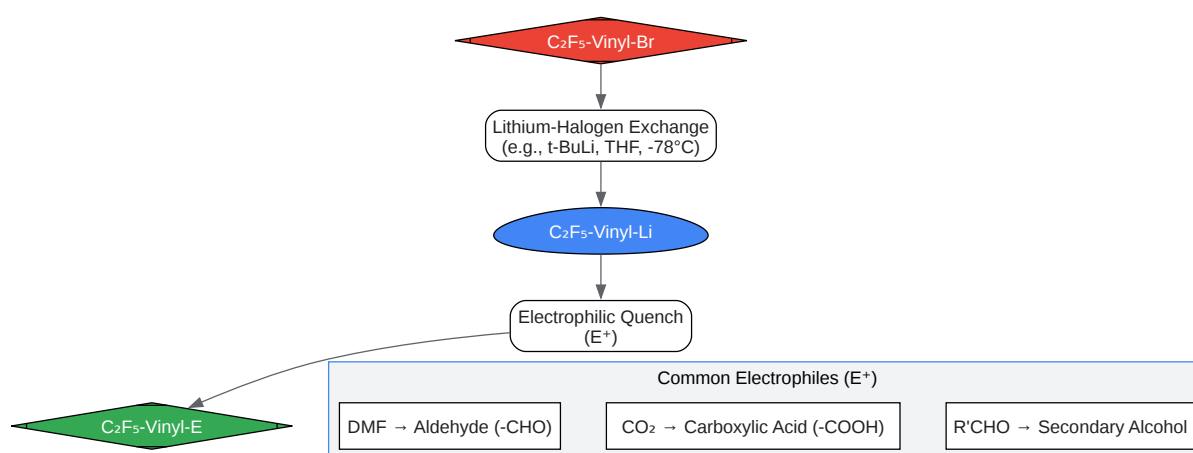 C₂F₅-Vinyl-Br
Lithium-Halogen Exchange
(e.g., t-BuLi, THF, -78°C)
C₂F₅-Vinyl-Li
Electrophilic Quench
(E⁺)
Common Electrophiles (E⁺)
C₂F₅-Vinyl-E
DMF → Aldehyde (-CHO)
CO₂ → Carboxylic Acid (-COOH)
R'CHO → Secondary Alcohol